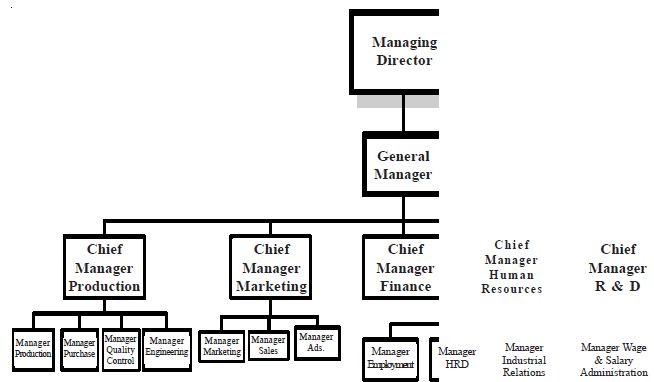 Managing
Director
General
Manager
Chief
Manager
Production
Chief
Manager
Marketing
Chief
Manager
Finance
Chief
Manager
Human
Resources
Chief
Manager
R & D
Manager
Production
Manager
Purchase
Manager
Quality
Control
Manager
Engineering
Manager
Marketing
Manager
Sales
Manager
Ads.
Manager
Employment
Manager
HRD
Manager
Industrial
Relations
Manager Wage
& Salary
Administration